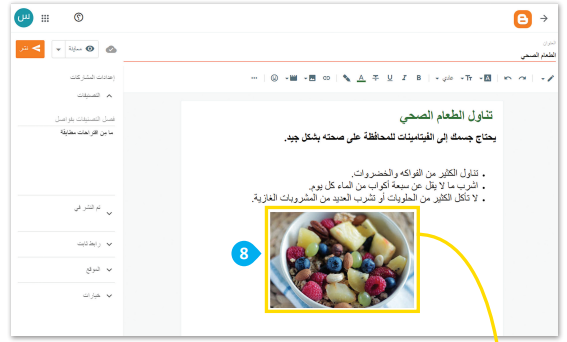 س
العنوان
الطعام الصحي
نشر
معاينة
عادي
B I U
إعدادات المشاركات
التصنيفات
فصل التصنيفات بفواصل
ما من اقتراحات مطابقة
تم النشر في
رابط ثابت
الموقع
خيارات
تناول الطعام الصحي
يحتاج جسمك إلى الفيتامينات للمحافظة على صحته بشكل جيد.
• تناول الكثير من الفواكه والخضروات.
• اشرب ما لا يقل عن سبعة أكواب من الماء كل يوم.
• لا تأكل الكثير من الحلويات أو تشرب العديد من المشروبات الغازية.
8